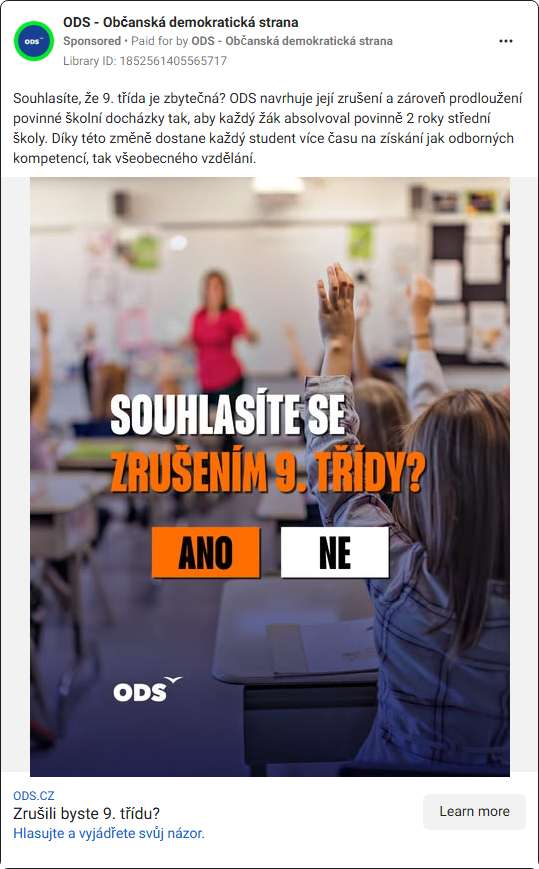 ODS - Občanská demokratická strana
Sponsored • Paid for by ODS - Občanská demokratická strana
Library ID: 1852561405565717
Souhlasíte, že 9. třída je zbytečná? ODS navrhuje její zrušení a zároveň prodloužení
povinné školní docházky tak, aby každý žák absolvoval povinně 2 roky střední
školy. Díky této změně dostane každý student více času na získání jak odborných
kompetencí, tak všeobecného vzdělání.
SOUHLASÍTE SE
ZRUŠENÍM 9. TŘÍDY?
ANO NE
ODS
ODS.CZ
Zrušili byste 9. třídu?
Hlasujte a vyjádřete svůj názor.
Learn more